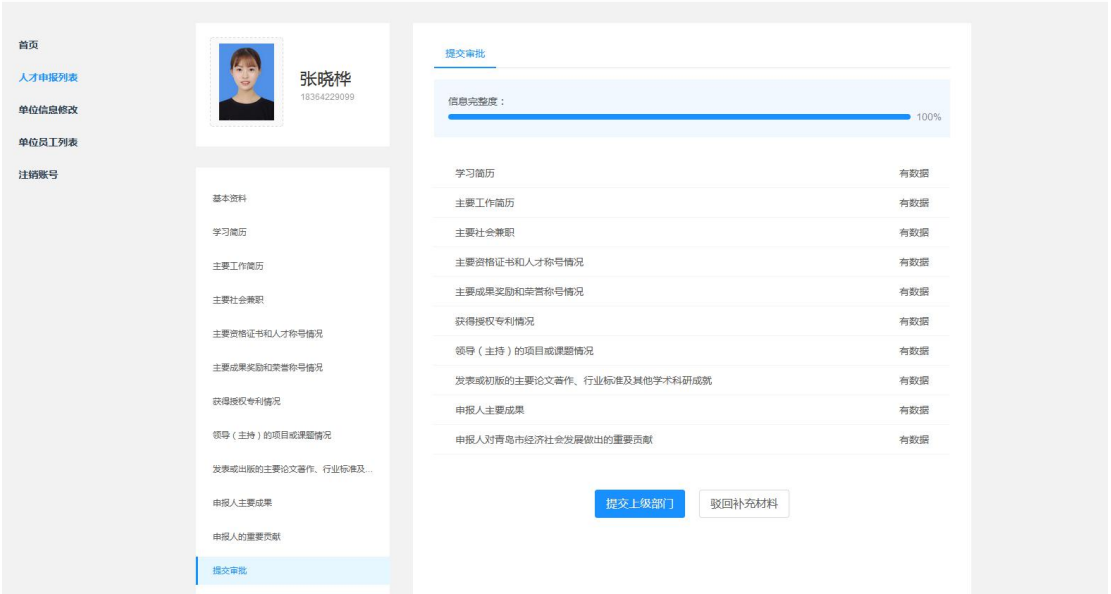 首页
人才申报列表
单位信息修改
单位员工列表
注销账号
张晓桦
18364229099
基本资料
学习简历
主要工作简历
主要社会兼职
主要资格证书和人才称号情况
主要成果奖励和荣誉称号情况
获得授权专利情况
领导（主持）的项目或课题情况
发表或出版的主要论文著作、行业标准及...
申报人主要成果
申报人的重要贡献
提交审批
提交审批
信息完整度：
100%
学习简历 有数据
主要工作简历 有数据
主要社会兼职 有数据
主要资格证书和人才称号情况 有数据
主要成果奖励和荣誉称号情况 有数据
获得授权专利情况 有数据
领导（主持）的项目或课题情况 有数据
发表或初版的主要论文著作、行业标准及其他学术科研成就 有数据
申报人主要成果 有数据
申报人对青岛市经济社会发展做出的重要贡献 有数据
提交上级部门 驳回补充材料